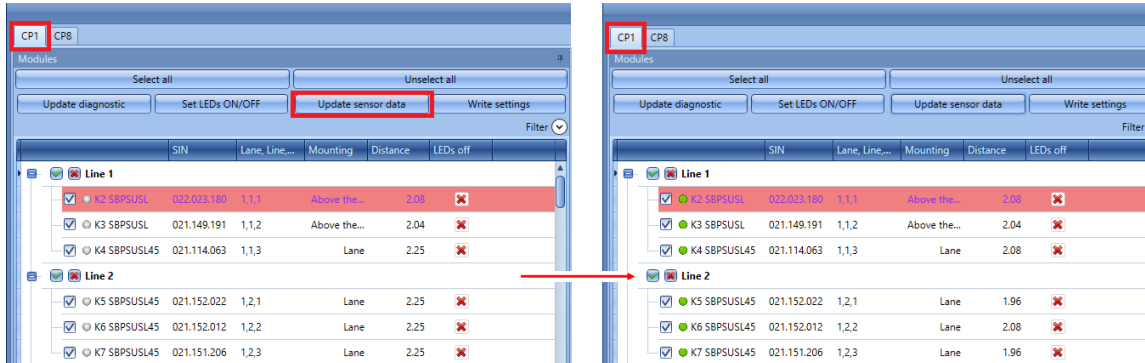 CP1 CP8
Modules
Select all Unselect all
Update diagnostic Set LEDs ON/OFF Update sensor data Write settings
Filter
SIN Lane, Line,... Mounting Distance LEDs off
Line 1
K2 SBPSUSL 022.023.180 1,1,1 Above the... 2.08
K3 SBPSUSL 021.149.191 1,1,2 Above the... 2.04
K4 SBPSUSL45 021.114.063 1,1,3 Lane 2.25
Line 2
K5 SBPSUSL45 021.152.022 1,2,1 Lane 2.25
K6 SBPSUSL45 021.152.012 1,2,2 Lane 2.25
K7 SBPSUSL45 021.151.206 1,2,3 Lane 2.25
CP1 CP8
Modules
Select all Unselect all
Update diagnostic Set LEDs ON/OFF Update sensor data Write settings
Filter
SIN Lane, Line,... Mounting Distance LEDs off
Line 1
K2 SBPSUSL 022.023.180 1,1,1 Above the... 2.08
K3 SBPSUSL 021.149.191 1,1,2 Above the... 2.04
K4 SBPSUSL45 021.114.063 1,1,3 Lane 2.08
Line 2
K5 SBPSUSL45 021.152.022 1,2,1 Lane 1.96
K6 SBPSUSL45 021.152.012 1,2,2 Lane 2.08
K7 SBPSUSL45 021.151.206 1,2,3 Lane 1.96